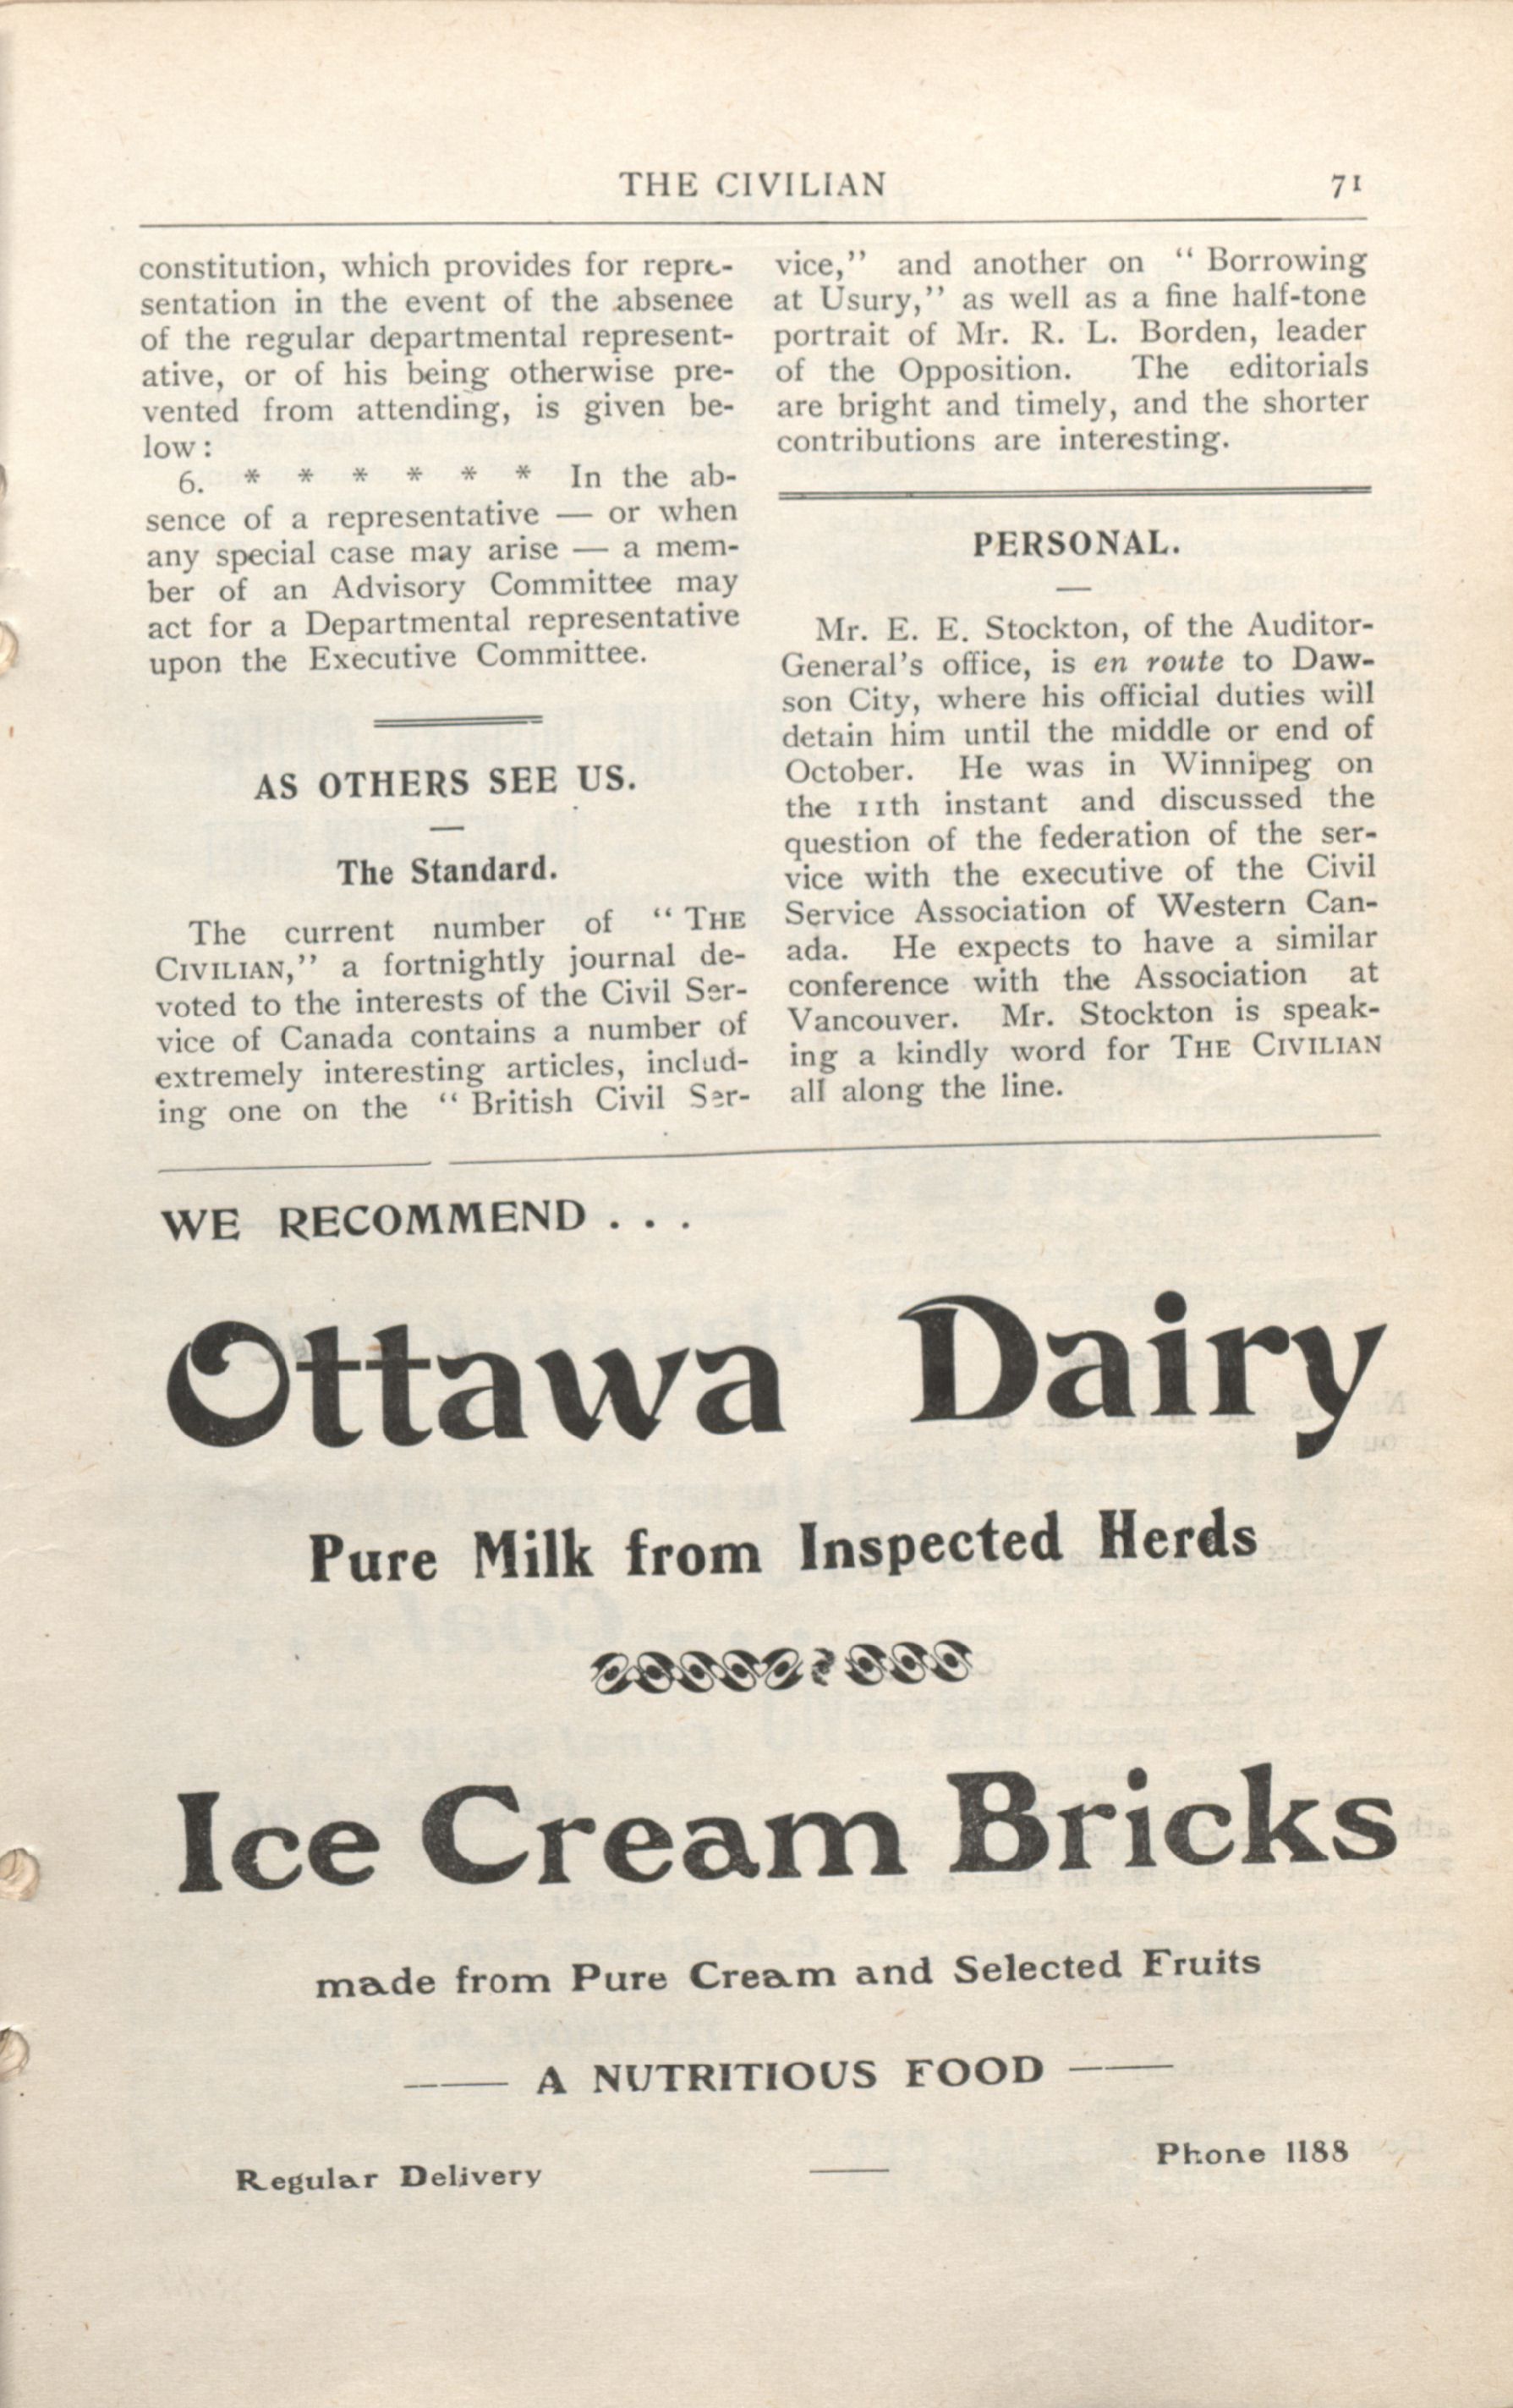 THE CIVILIAN 71
constitution, which provides for repre-
sentation in the event of the absence
of the regular departmental represent-
ative, or of his being otherwise pre-
vented from attending, is given be-
low :
6. * * * * * * In the ab-
sence of a representative — or when
any special case may arise — a mem-
ber of an Advisory Committee may
act for a Departmental representative
upon the Executive Committee.
AS OTHERS SEE US.
The Standard.
The current number of “ THE
CIVILIAN,” a fortnightly journal de-
voted to the interests of the Civil Ser-
vice of Canada contains a number of
extremely interesting articles, includ-
ing one on the “ British Civil Ser-
vice,” and another on “ Borrowing
at Usury,” as well as a fine half-tone
portrait of Mr. R. L. Borden, leader
of the Opposition. The editorials
are bright and timely, and the shorter
contributions are interesting.
PERSONAL.
Mr. E. E. Stockton, of the Auditor-
General’s office, is en route to Daw-
son City, where his official duties will
detain him until the middle or end of
October. He was in Winnipeg on
the 11th instant and discussed the
question of the federation of the ser-
vice with the executive of the Civil
Service Association of Western Can-
ada. He expects to have a similar
conference with the Association at
Vancouver. Mr. Stockton is speak-
ing a kindly word for THE CIVILIAN
all along the line.
WE RECOMMEND . . .
Ottawa Dairy
Pure Milk from Inspected Herds
Ice Cream Bricks
made from Pure Cream and Selected Fruits
A NUTRITIOUS FOOD
Regular Delivery — Phone 1188